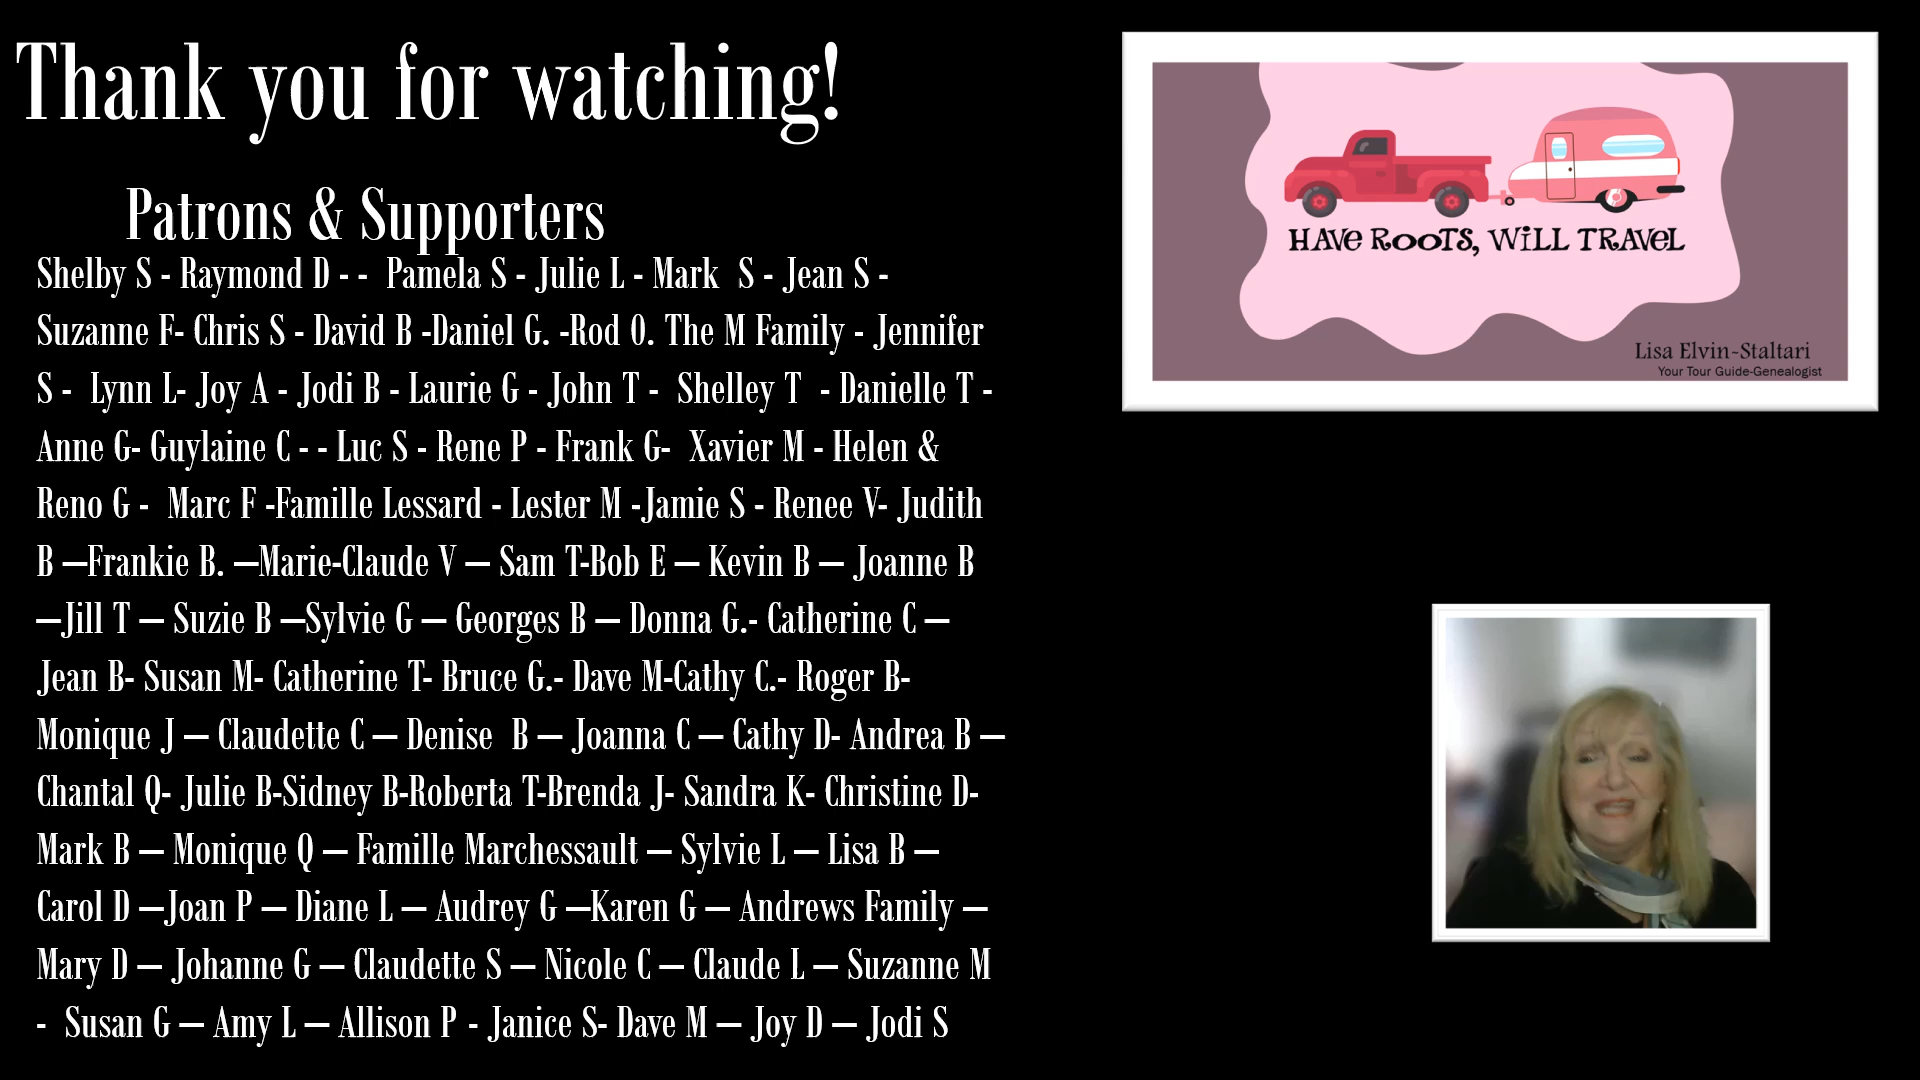 Thank you for watching!
Patrons & Supporters
Shelby S - Raymond D - -  Pamela S - Julie L - Mark  S - Jean S -
Suzanne F- Chris S - David B -Daniel G. -Rod O. The M Family - Jennifer
S -  Lynn L- Joy A - Jodi B - Laurie G - John T -  Shelley T  - Danielle T -
Anne G- Guylaine C - - Luc S - Rene P - Frank G-  Xavier M - Helen &
Reno G -  Marc F -Famille Lessard - Lester M -Jamie S - Renee V- Judith
B –Frankie B. –Marie-Claude V – Sam T-Bob E – Kevin B – Joanne B
–Jill T – Suzie B –Sylvie G – Georges B – Donna G.- Catherine C –
Jean B- Susan M- Catherine T- Bruce G.- Dave M-Cathy C.- Roger B-
Monique J – Claudette C – Denise  B – Joanna C – Cathy D- Andrea B –
Chantal Q- Julie B-Sidney B-Roberta T-Brenda J- Sandra K- Christine D-
Mark B – Monique Q – Famille Marchessault – Sylvie L – Lisa B –
Carol D –Joan P – Diane L – Audrey G –Karen G – Andrews Family –
Mary D – Johanne G – Claudette S – Nicole C – Claude L – Suzanne M
-  Susan G – Amy L – Allison P - Janice S- Dave M – Joy D – Jodi S
HAVE ROOTS, WILL TRAVEL
Lisa Elvin-Staltari
Your Tour Guide-Genealogist